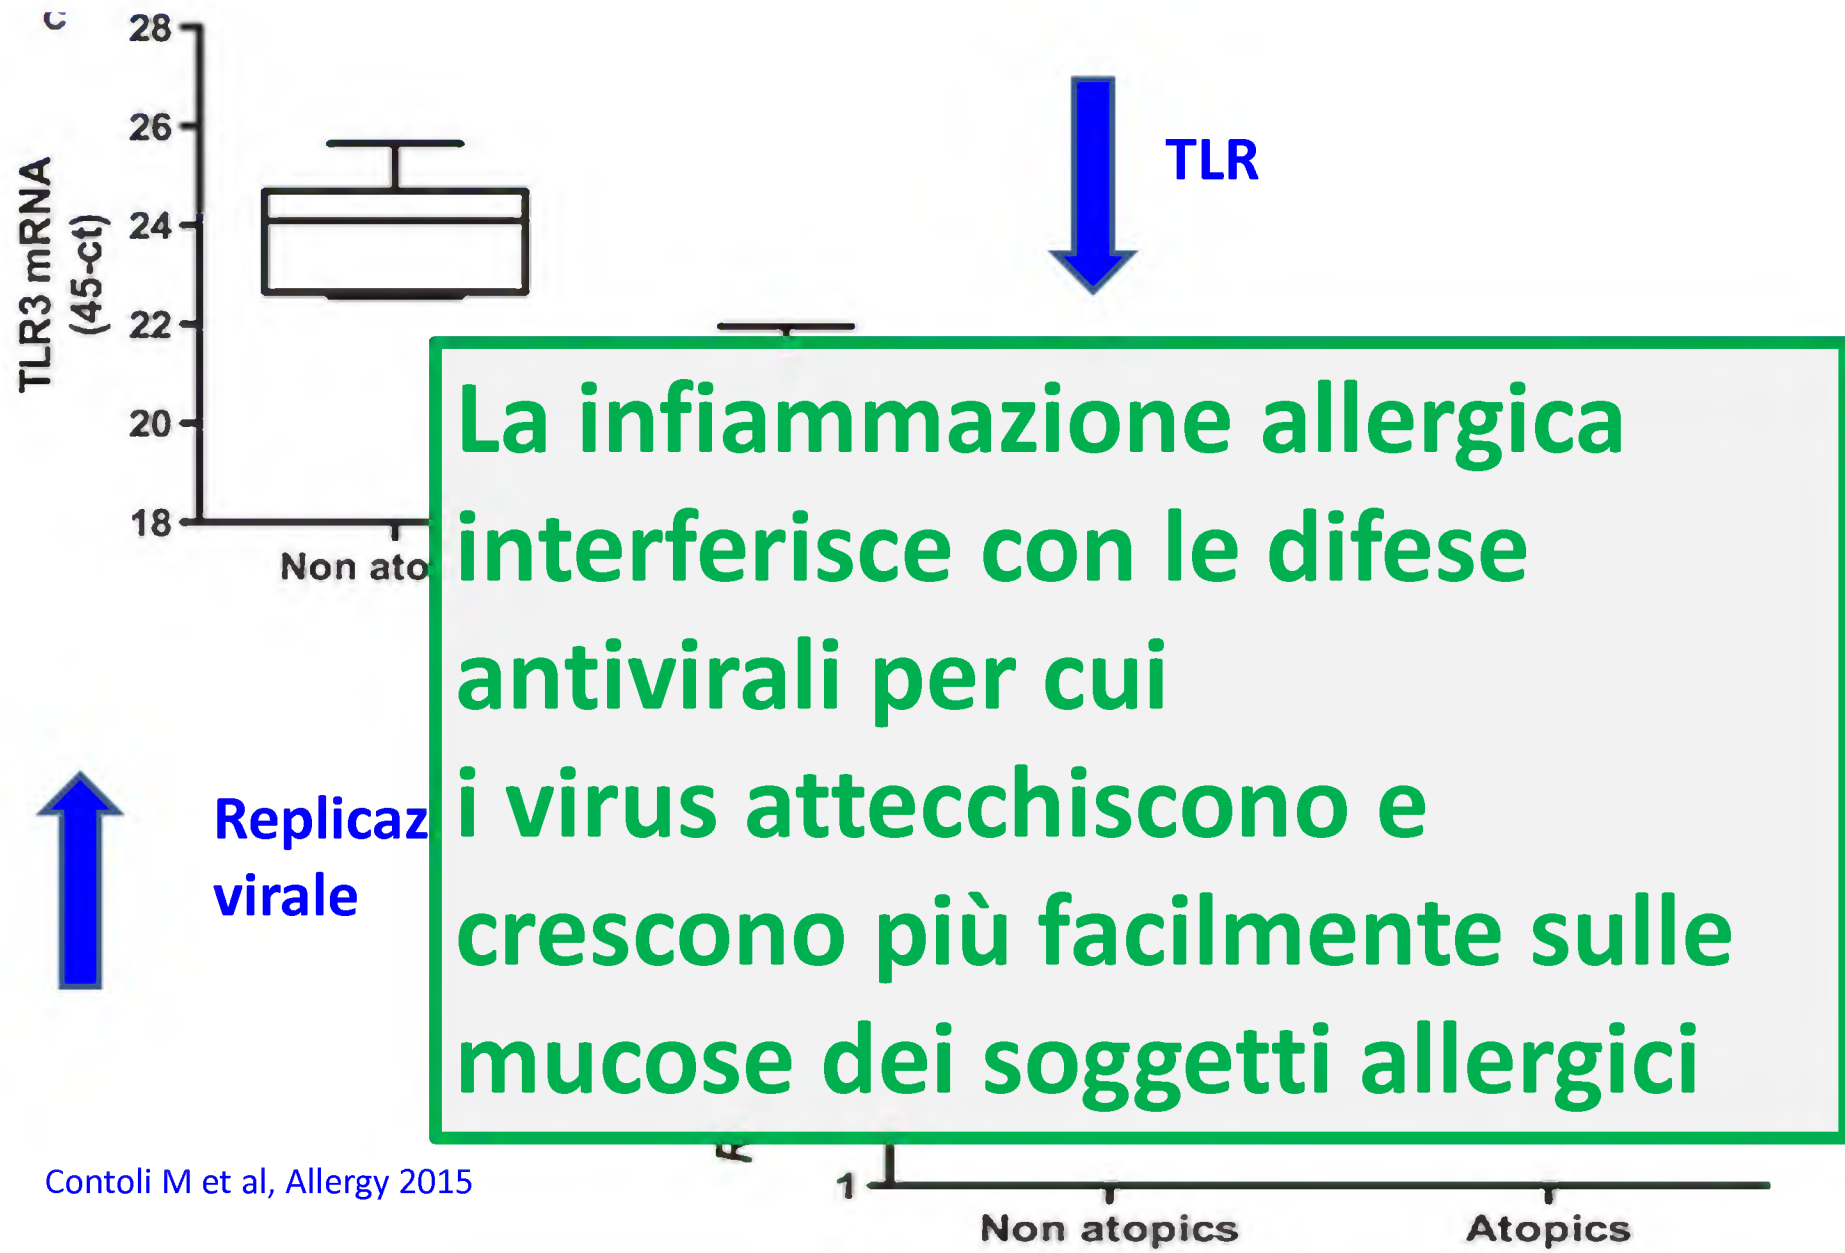 c
28
26
24
22
20
18
TLR3 mRNA
(45-ct)
Non ato
TLR
La infiammazione allergica
interferisce con le difese
antivirali per cui
i virus attecchiscono e
crescono più facilmente sulle
mucose dei soggetti allergici
Replicaz
virale
R
1
Non atopics
Atopics
Contoli M et al, Allergy 2015